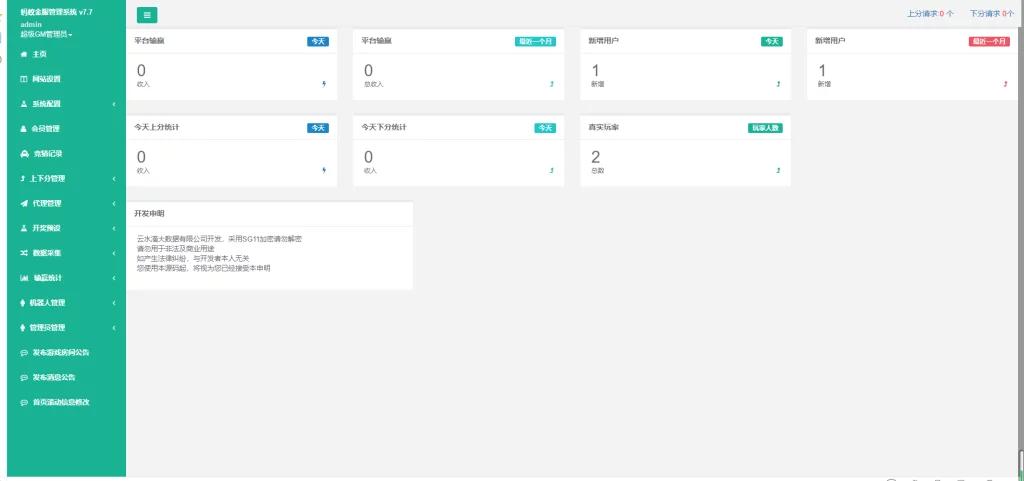 蚂蚁金服管理系统 v7.7
admin
超级GM管理员
主页
网站设置
系统配置
会员管理
竞猜记录
上下分管理
代理管理
开奖预设
数据采集
输赢统计
机器人管理
管理员管理
发布游戏房间公告
发布消息公告
首页滚动信息修改
上分请求:0 个 下分请求 0个
平台输赢 今天
0
收入
平台输赢 最近一个月
0
总收入
新增用户 今天
1
新增
新增用户 最近一个月
1
新增
今天上分统计 今天
0
收入
今天下分统计 今天
0
收入
真实玩家 玩家人数
2
总数
开发申明
云水滴大数据有限公司开发，采用SG11加密请勿解密
请勿用于非法及商业用途
如产生法律纠纷，与开发者本人无关
您使用本源码起，将视为您已经接受本申明